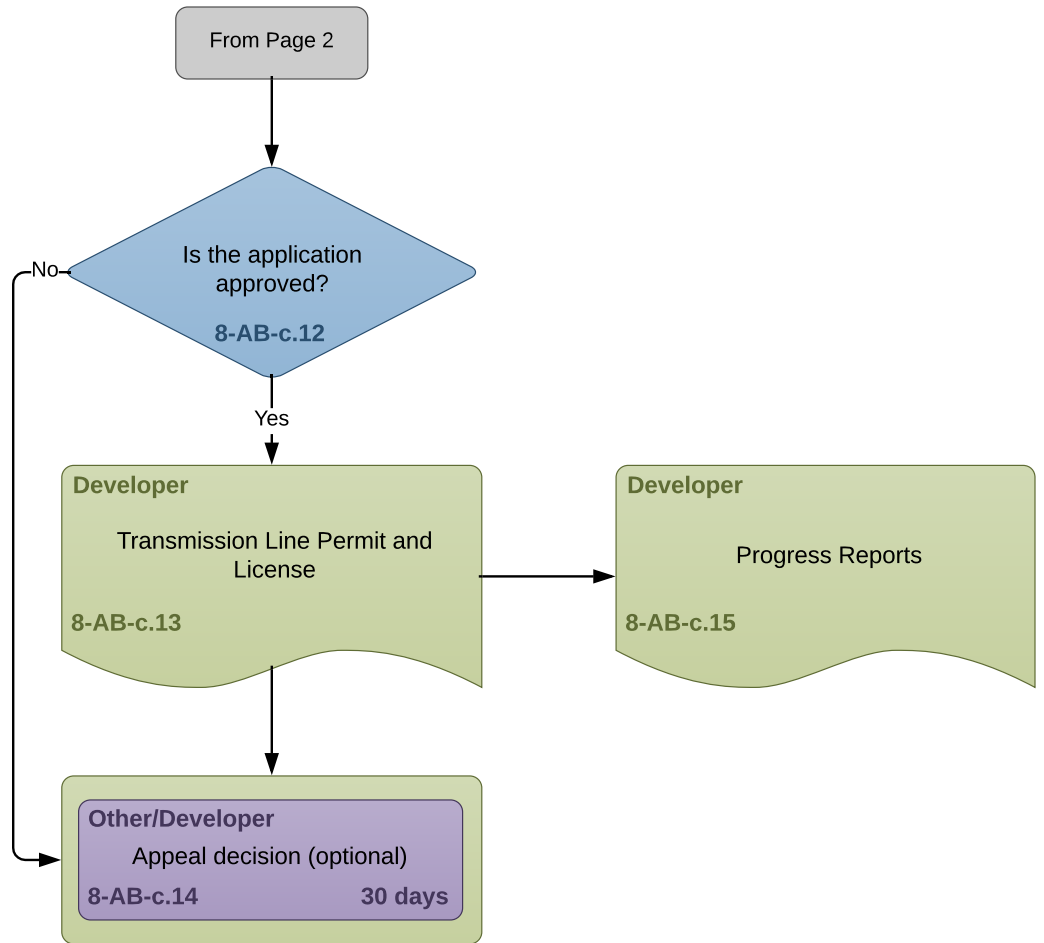 From Page 2
Is the application
approved?
8-AB-c.12
No
Yes
Developer
Transmission Line Permit and
License
8-AB-c.13
Developer
Progress Reports
8-AB-c.15
Other/Developer
Appeal decision (optional)
8-AB-c.14 30 days